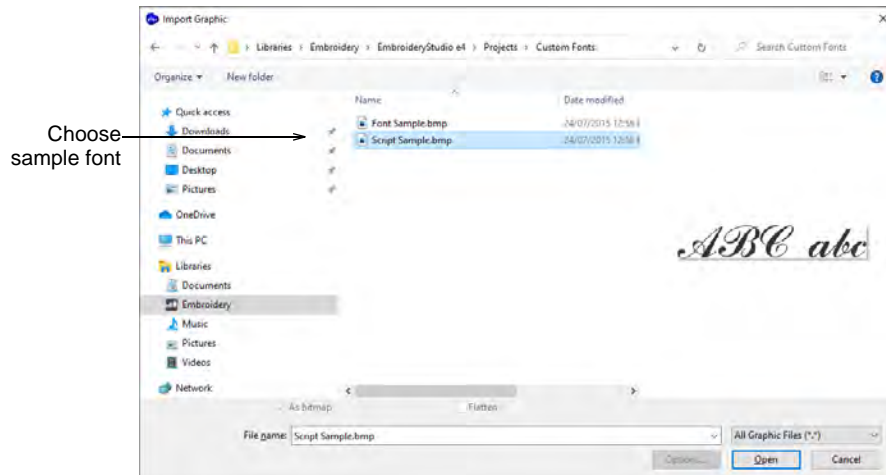 Import Graphic
Libraries › Embroidery › EmbroideryStudio e4 › Projects › Custom Fonts
Search Custom Fonts
Organize
New folder
Name
Date modified
Quick access
Downloads
Documents
Desktop
Pictures
OneDrive
This PC
Libraries
Documents
Embroidery
Music
Pictures
Videos
Network
Font Sample.bmp
24/07/2015 12:58
Script Sample.bmp
24/07/2015 12:58
Choose
sample font
ABC abc
As bitmap
Flatten
File name: Script Sample.bmp
All Graphic Files (*.*)
Options...
Open
Cancel